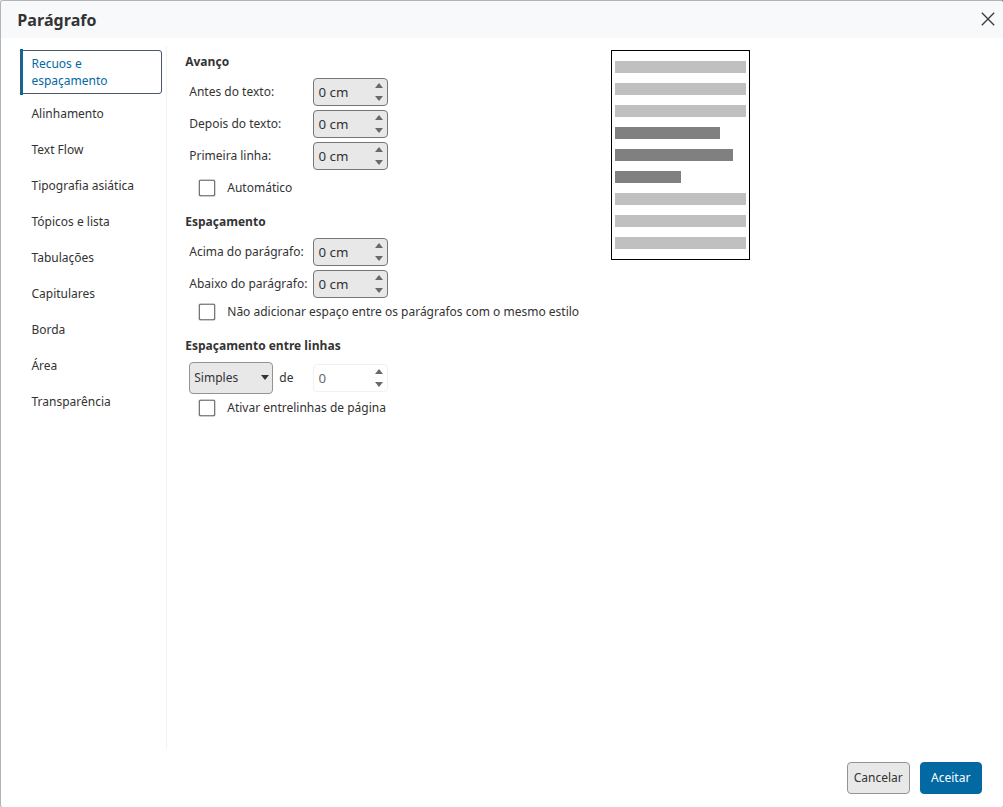 Parágrafo
Recuos e
espaçamento
Alinhamento
Text Flow
Tipografia asiática
Tópicos e lista
Tabulações
Capitulares
Borda
Área
Transparência
Avanço
Antes do texto: 0 cm
Depois do texto: 0 cm
Primeira linha: 0 cm
Automático
Espaçamento
Acima do parágrafo: 0 cm
Abaixo do parágrafo: 0 cm
Não adicionar espaço entre os parágrafos com o mesmo estilo
Espaçamento entre linhas
Simples de 0
Ativar entrelinhas de página
Cancelar Aceitar